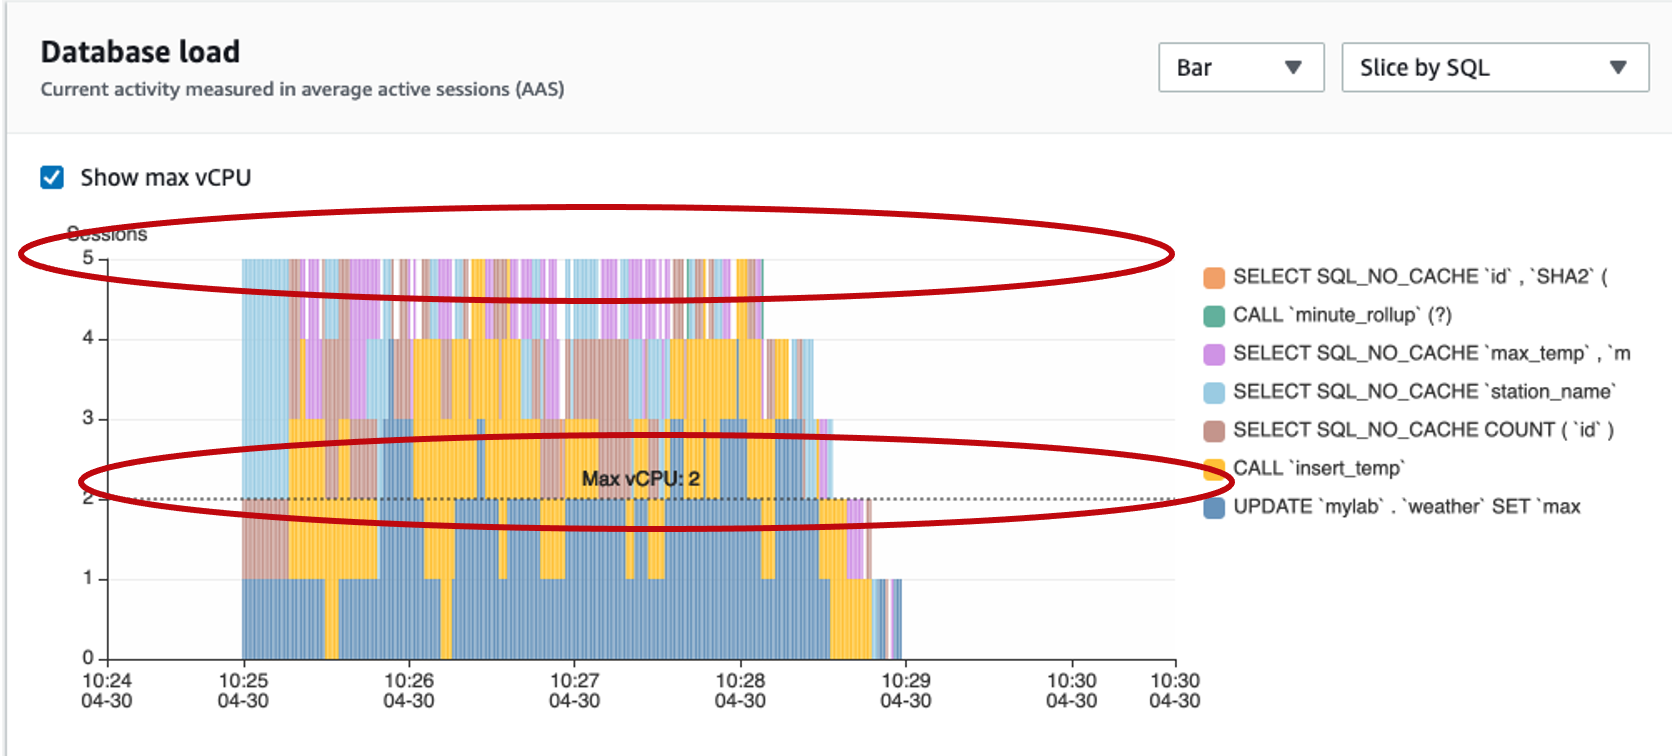 Database load
Current activity measured in average active sessions (AAS)
Bar
Slice by SQL
Show max vCPU
Sessions
5
4
3
2
1
0
Max vCPU: 2
10:24
04-30
10:25
04-30
10:26
04-30
10:27
04-30
10:28
04-30
10:29
04-30
10:30
04-30
10:30
04-30
SELECT SQL_NO_CACHE `id` , `SHA2` (
CALL `minute_rollup` (?)
SELECT SQL_NO_CACHE `max_temp` , `m
SELECT SQL_NO_CACHE `station_name`
SELECT SQL_NO_CACHE COUNT ( `id` )
CALL `insert_temp`
UPDATE `mylab` . `weather` SET `max